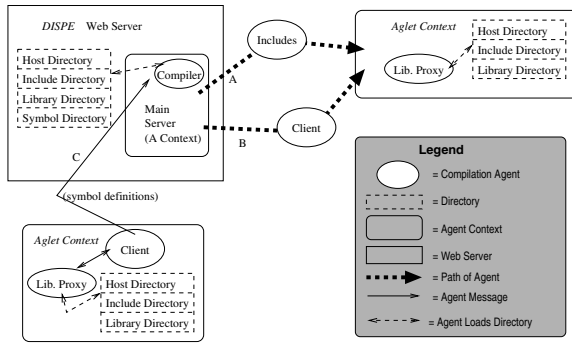 DISPE Web Server
Host Directory
Include Directory
Library Directory
Symbol Directory
Compiler
Main
Server
(A Context)
A
B
C
Includes
Client
Aglet Context
Lib. Proxy
Host Directory
Include Directory
Library Directory
(symbol definitions)
Aglet Context
Client
Lib. Proxy
Host Directory
Include Directory
Library Directory
Legend
= Compilation Agent
= Directory
= Agent Context
= Web Server
= Path of Agent
= Agent Message
= Agent Loads Directory